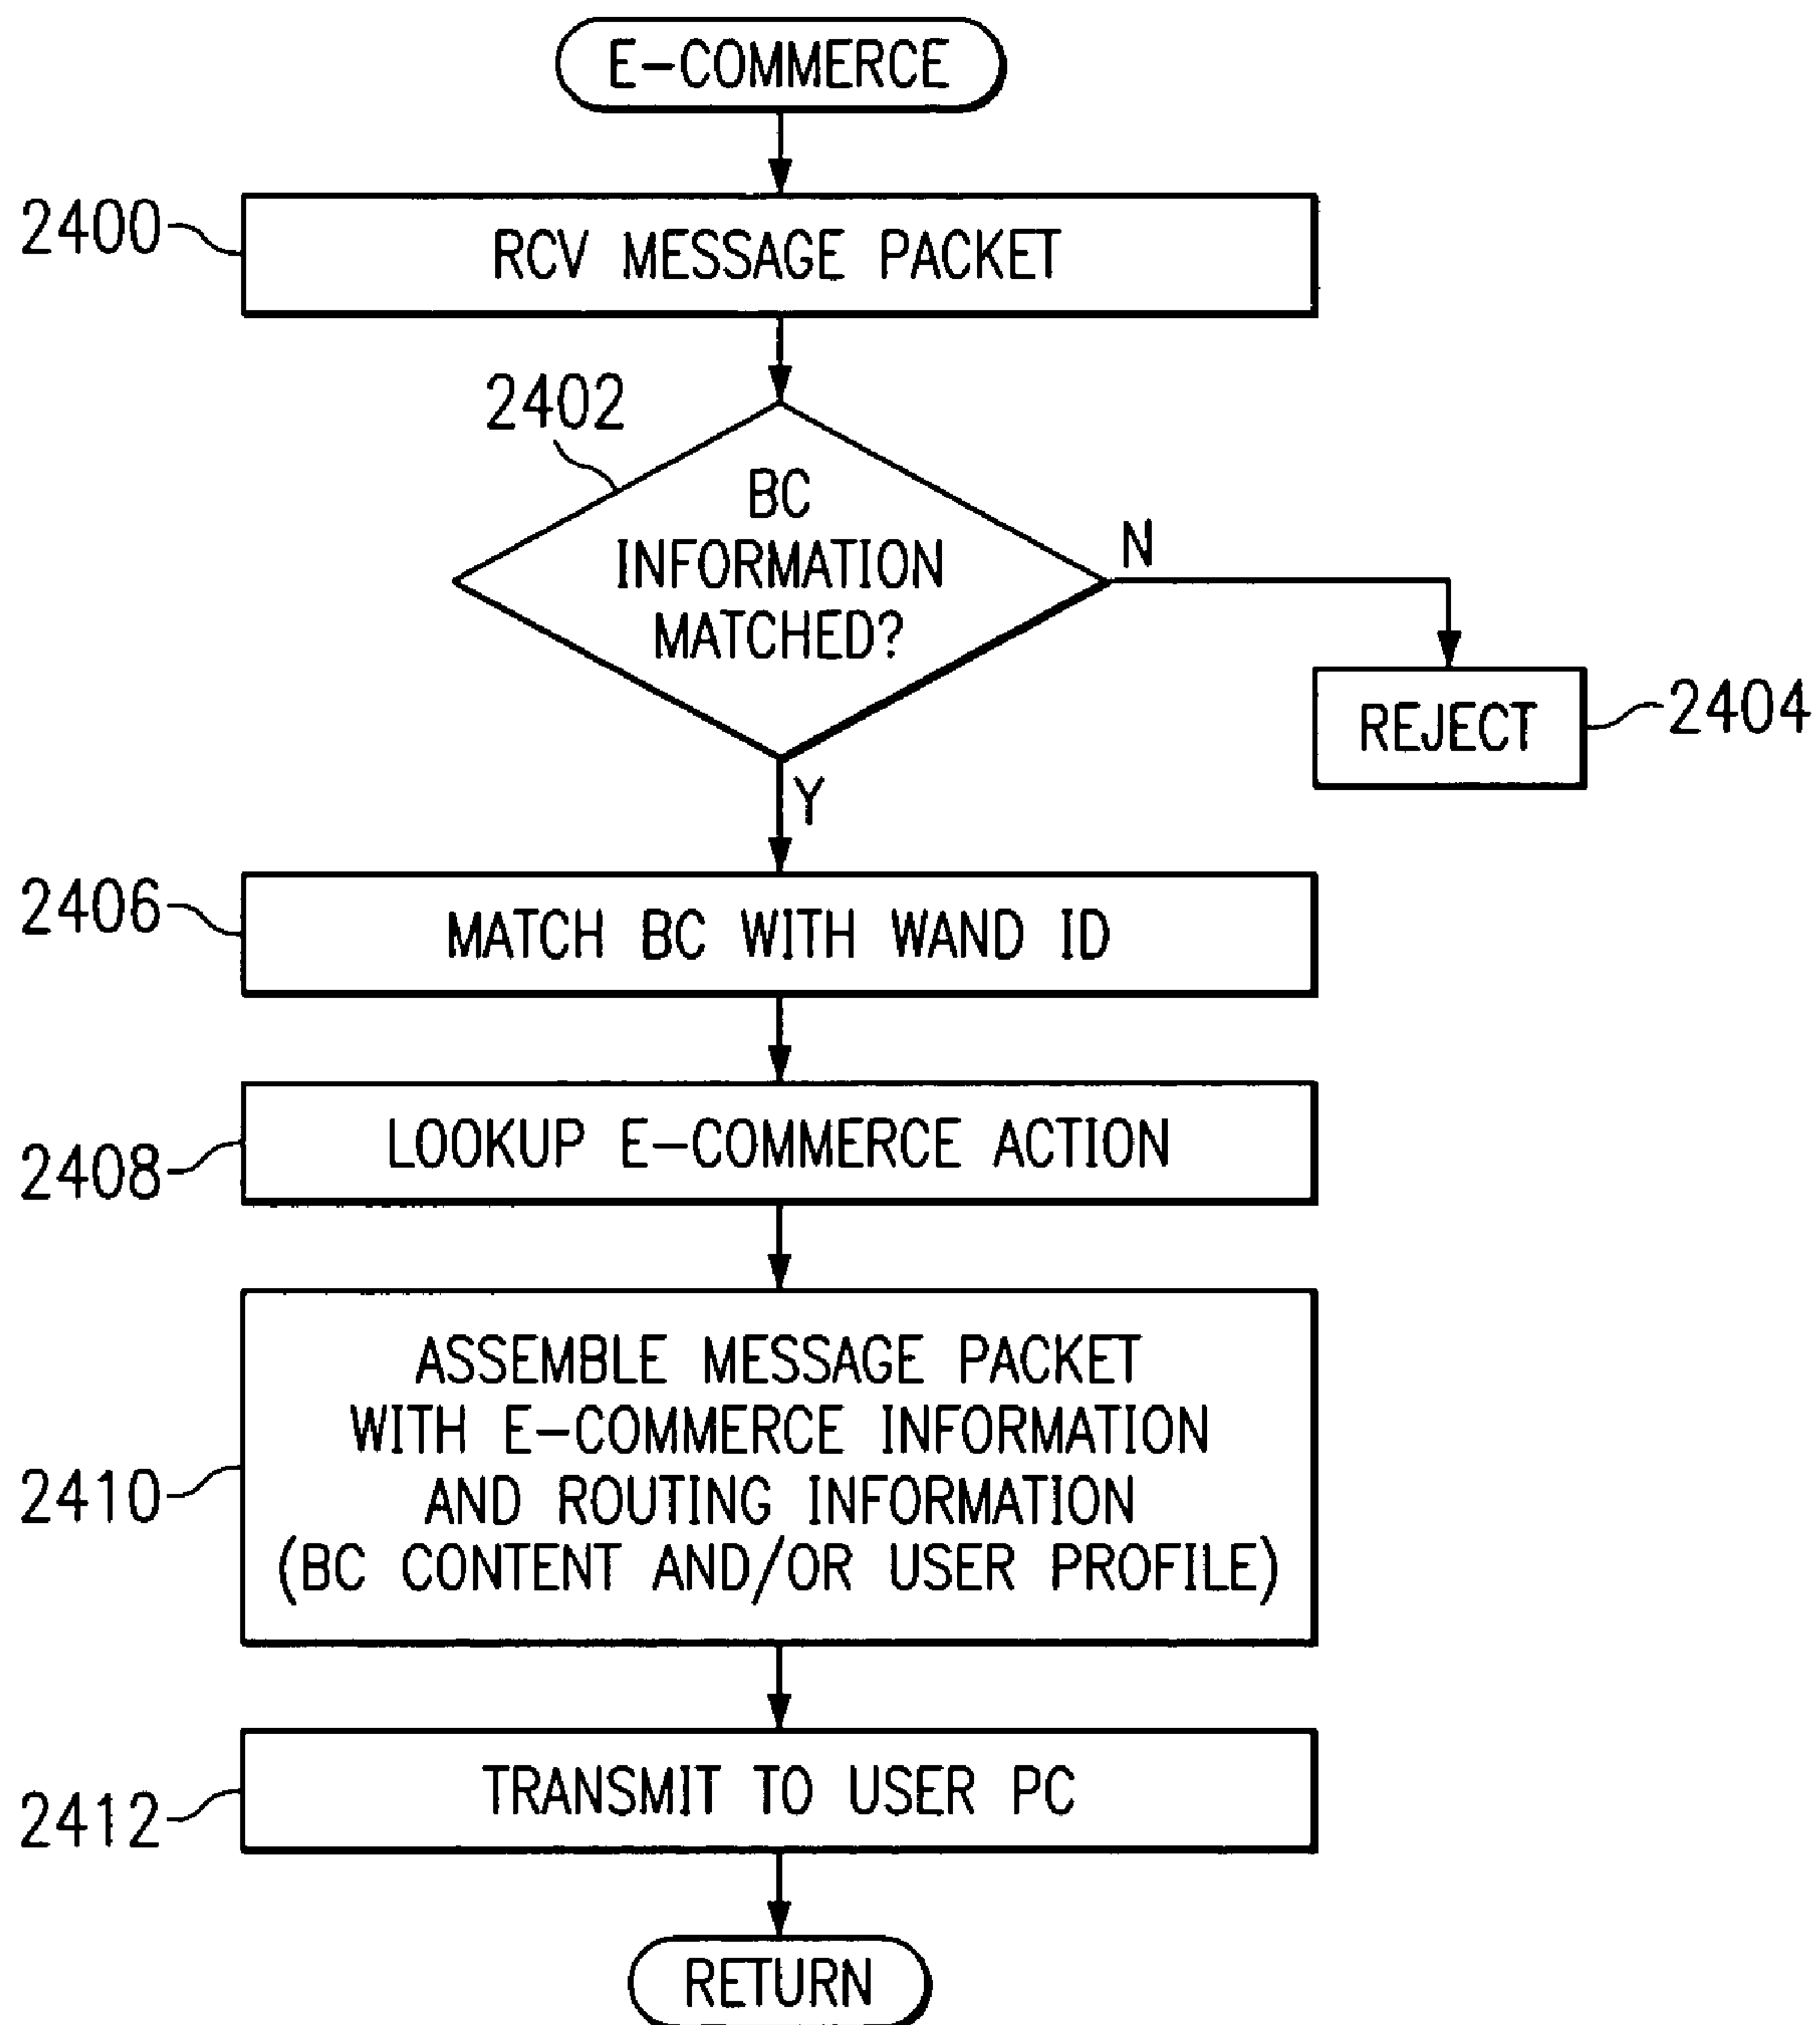 E-COMMERCE
2400
RCV MESSAGE PACKET
2402
BC
INFORMATION
MATCHED?
N
REJECT
2404
Y
2406
MATCH BC WITH WAND ID
2408
LOOKUP E-COMMERCE ACTION
2410
ASSEMBLE MESSAGE PACKET
WITH E-COMMERCE INFORMATION
AND ROUTING INFORMATION
(BC CONTENT AND/OR USER PROFILE)
2412
TRANSMIT TO USER PC
RETURN